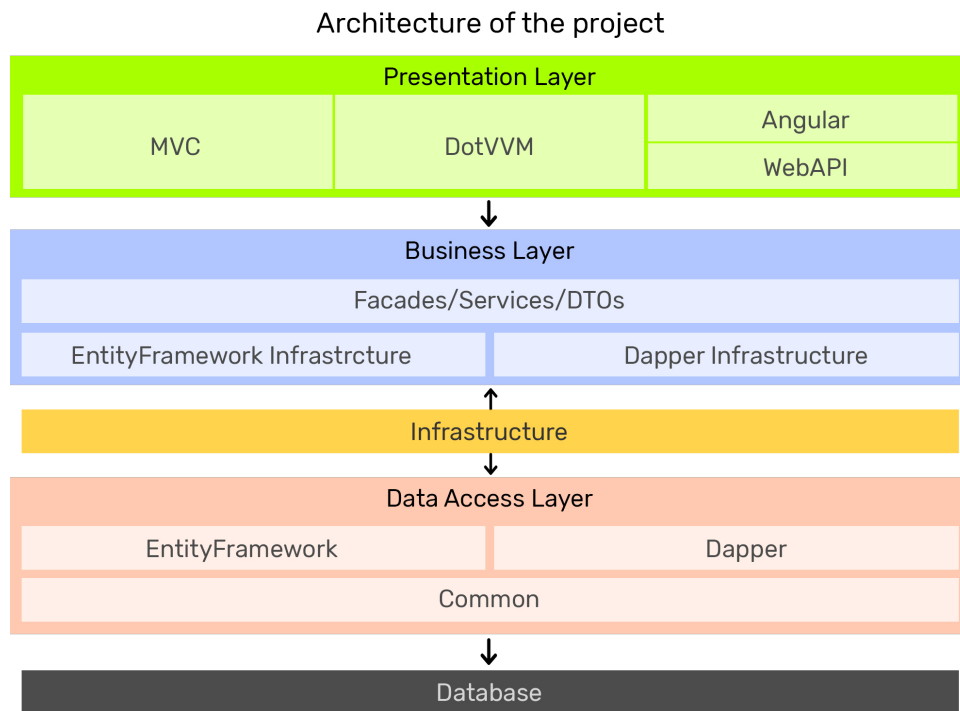 Architecture of the project
Presentation Layer
MVC
DotVVM
Angular
WebAPI
Business Layer
Facades/Services/DTOs
EntityFramework Infrastrcture
Dapper Infrastructure
Infrastructure
Data Access Layer
EntityFramework
Dapper
Common
Database